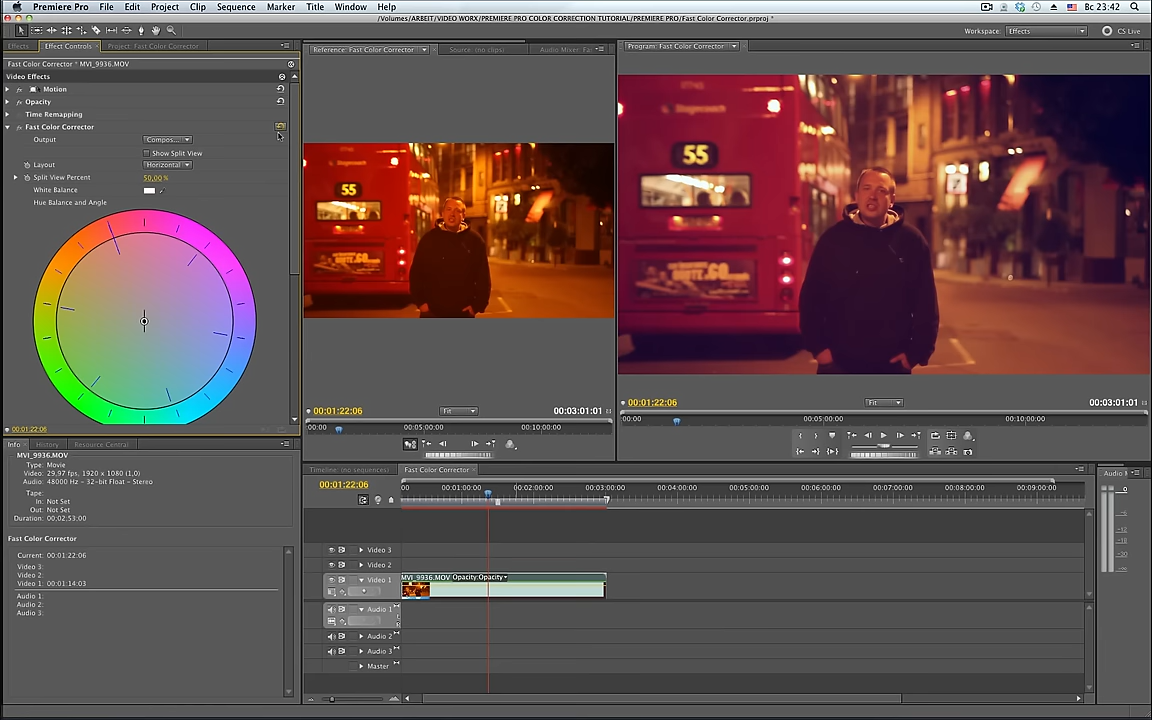 Premiere Pro File Edit Project Clip Sequence Marker Title Window Help Вс 23:42
/Volumes/ARBEIT/VIDEO WORX/PREMIERE PRO COLOR CORRECTION TUTORIAL/PREMIERE PRO/Fast Color Corrector.prproj *
Workspace: Effects CS Live
Effects Effect Controls Project: Fast Color Corrector
Reference: Fast Color Corrector Source: (no clips)
Program: Fast Color Corrector
Fast Color Corrector * MVI_9936.MOV
Video Effects
Motion
Opacity
Time Remapping
Fast Color Corrector
Output Compos...
Show Split View
Layout Horizontal
Split View Percent 50,00 %
White Balance
Hue Balance and Angle
Stagecoach
55
Stagecoach
55
00:01:22:06 Fit 00:03:01:01
00:00 00:05:00:00 00:10:00:00
00:01:22:06 Fit 00:03:01:01
00:00 00:05:00:00 00:10:00:00
00:01:22:06
Info History Resource Central
MVI_9936.MOV
Type: Movie
Video: 29,97 fps, 1920 x 1080 (1,0)
Audio: 48000 Hz – 32-bit Float – Stereo
Tape:
In: Not Set
Out: Not Set
Duration: 00:02:53:00
Fast Color Corrector
Current: 00:01:22:06
Video 3:
Video 2:
Video 1: 00:01:14:03
Audio 1:
Audio 2:
Audio 3:
Timeline: (no sequences) Fast Color Corrector
00:01:22:06
00 00:01:00:00 00:02:00:00 00:03:00:00 00:04:00:00 00:05:00:00 00:06:00:00 00:07:00:00 00:08:00:00 00:09:00:00
Video 3
Video 2
Video 1 MVI_9936.MOV Opacity:Opacity
Audio 1
Audio 2
Audio 3
Master
Audio
0
-6
-12
-18
-30